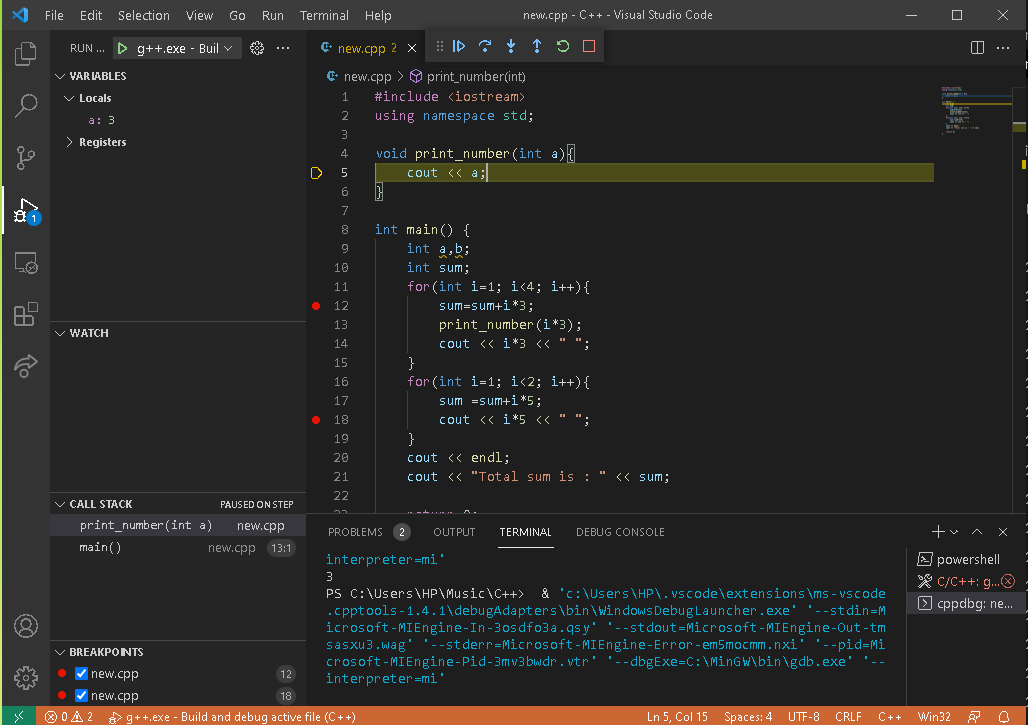 File Edit Selection View Go Run Terminal Help new.cpp - C++ - Visual Studio Code
RUN ... g++.exe - Buil
VARIABLES
Locals
a: 3
Registers
WATCH
CALL STACK PAUSED ON STEP
print_number(int a) new.cpp
main() new.cpp 13:1
BREAKPOINTS
new.cpp 12
new.cpp 18
1
new.cpp 2
new.cpp > print_number(int)
1 #include <iostream>
2 using namespace std;
3
4 void print_number(int a){
5 cout << a;
6 }
7
8 int main() {
9 int a,b;
10 int sum;
11 for(int i=1; i<4; i++){
12 sum=sum+i*3;
13 print_number(i*3);
14 cout << i*3 << " ";
15 }
16 for(int i=1; i<2; i++){
17 sum =sum+i*5;
18 cout << i*5 << " ";
19 }
20 cout << endl;
21 cout << "Total sum is : " << sum;
22
23 return 0;
PROBLEMS 2 OUTPUT TERMINAL DEBUG CONSOLE
interpreter=mi'
3
PS C:\Users\HP\Music\C++> & 'c:\Users\HP\.vscode\extensions\ms-vscode
.cpptools-1.4.1\debugAdapters\bin\WindowsDebugLauncher.exe' '--stdin=M
icrosoft-MIEngine-In-3osdfo3a.qsy' '--stdout=Microsoft-MIEngine-Out-tm
sasxu3.wag' '--stderr=Microsoft-MIEngine-Error-em5mocmm.nxi' '--pid=Mi
crosoft-MIEngine-Pid-3mv3bwdr.vtr' '--dbgExe=C:\MinGW\bin\gdb.exe' '--
interpreter=mi'
powershell
C/C++: g...
cppdbg: ne...
0 2 g++.exe - Build and debug active file (C++) Ln 5, Col 15 Spaces: 4 UTF-8 CRLF C++ Win32